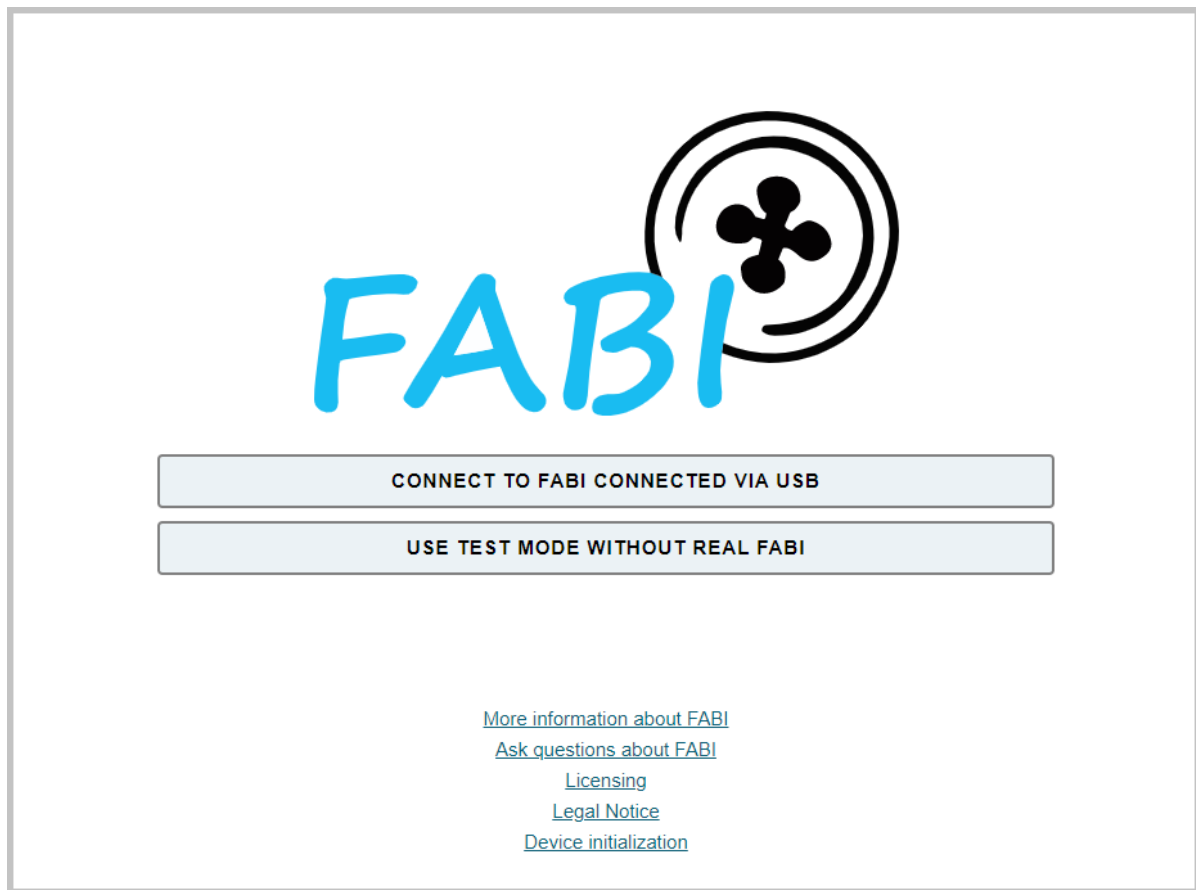 FABI
CONNECT TO FABI CONNECTED VIA USB
USE TEST MODE WITHOUT REAL FABI
More information about FABI
Ask questions about FABI
Licensing
Legal Notice
Device initialization